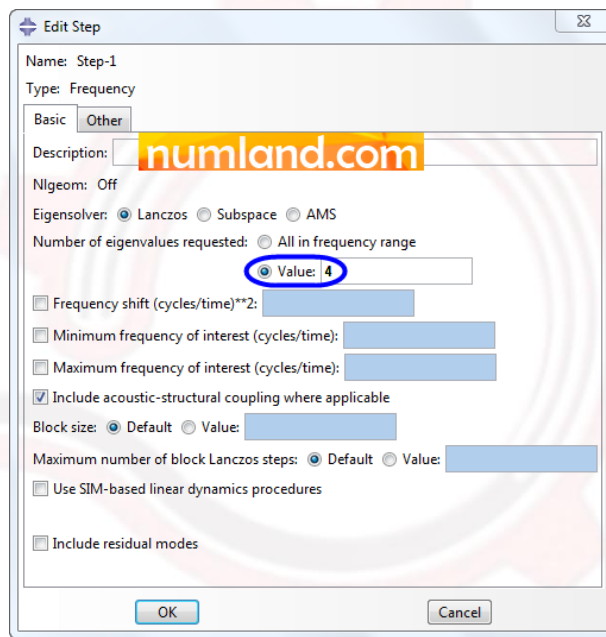 Edit Step
Name: Step-1
Type: Frequency
Basic Other
Description: numland.com
Nlgeom: Off
Eigensolver: Lanczos Subspace AMS
Number of eigenvalues requested: All in frequency range
Value: 4
Frequency shift (cycles/time)**2:
Minimum frequency of interest (cycles/time):
Maximum frequency of interest (cycles/time):
Include acoustic-structural coupling where applicable
Block size: Default Value:
Maximum number of block Lanczos steps: Default Value:
Use SIM-based linear dynamics procedures
Include residual modes
OK Cancel